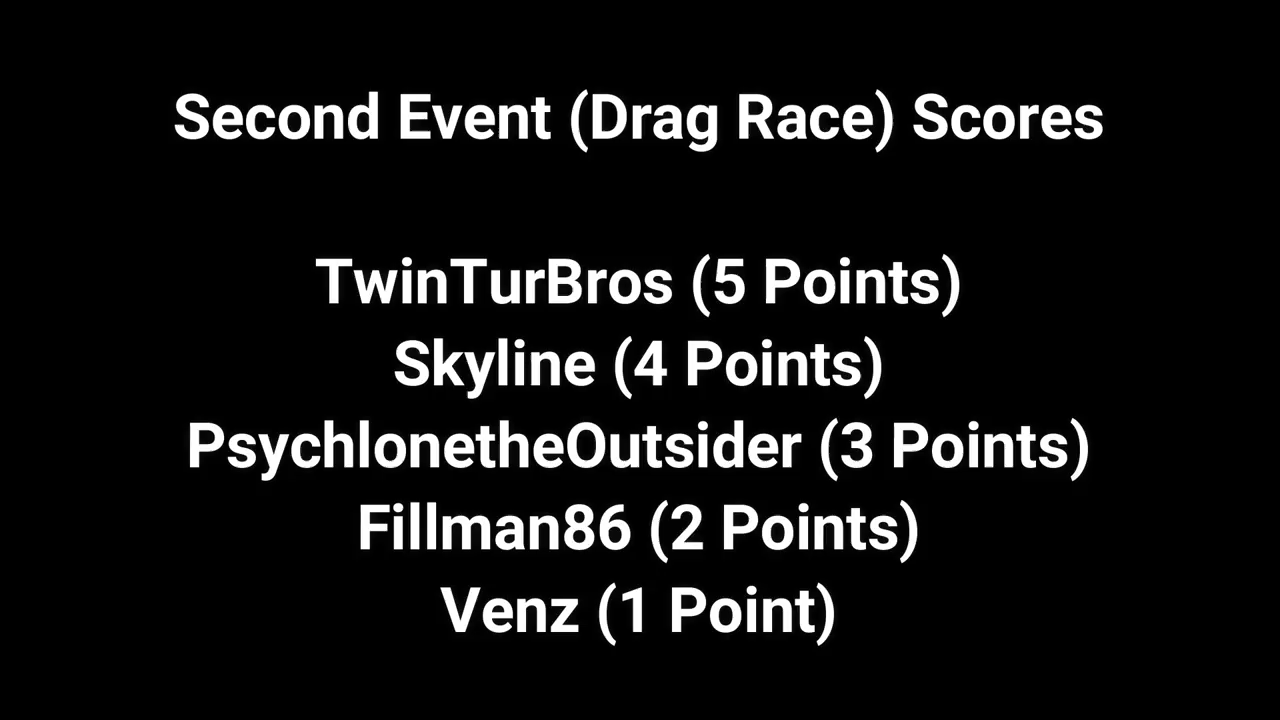 Second Event (Drag Race) Scores
TwinTurBros (5 Points)
Skyline (4 Points)
PsychlonetheOutsider (3 Points)
Fillman86 (2 Points)
Venz (1 Point)